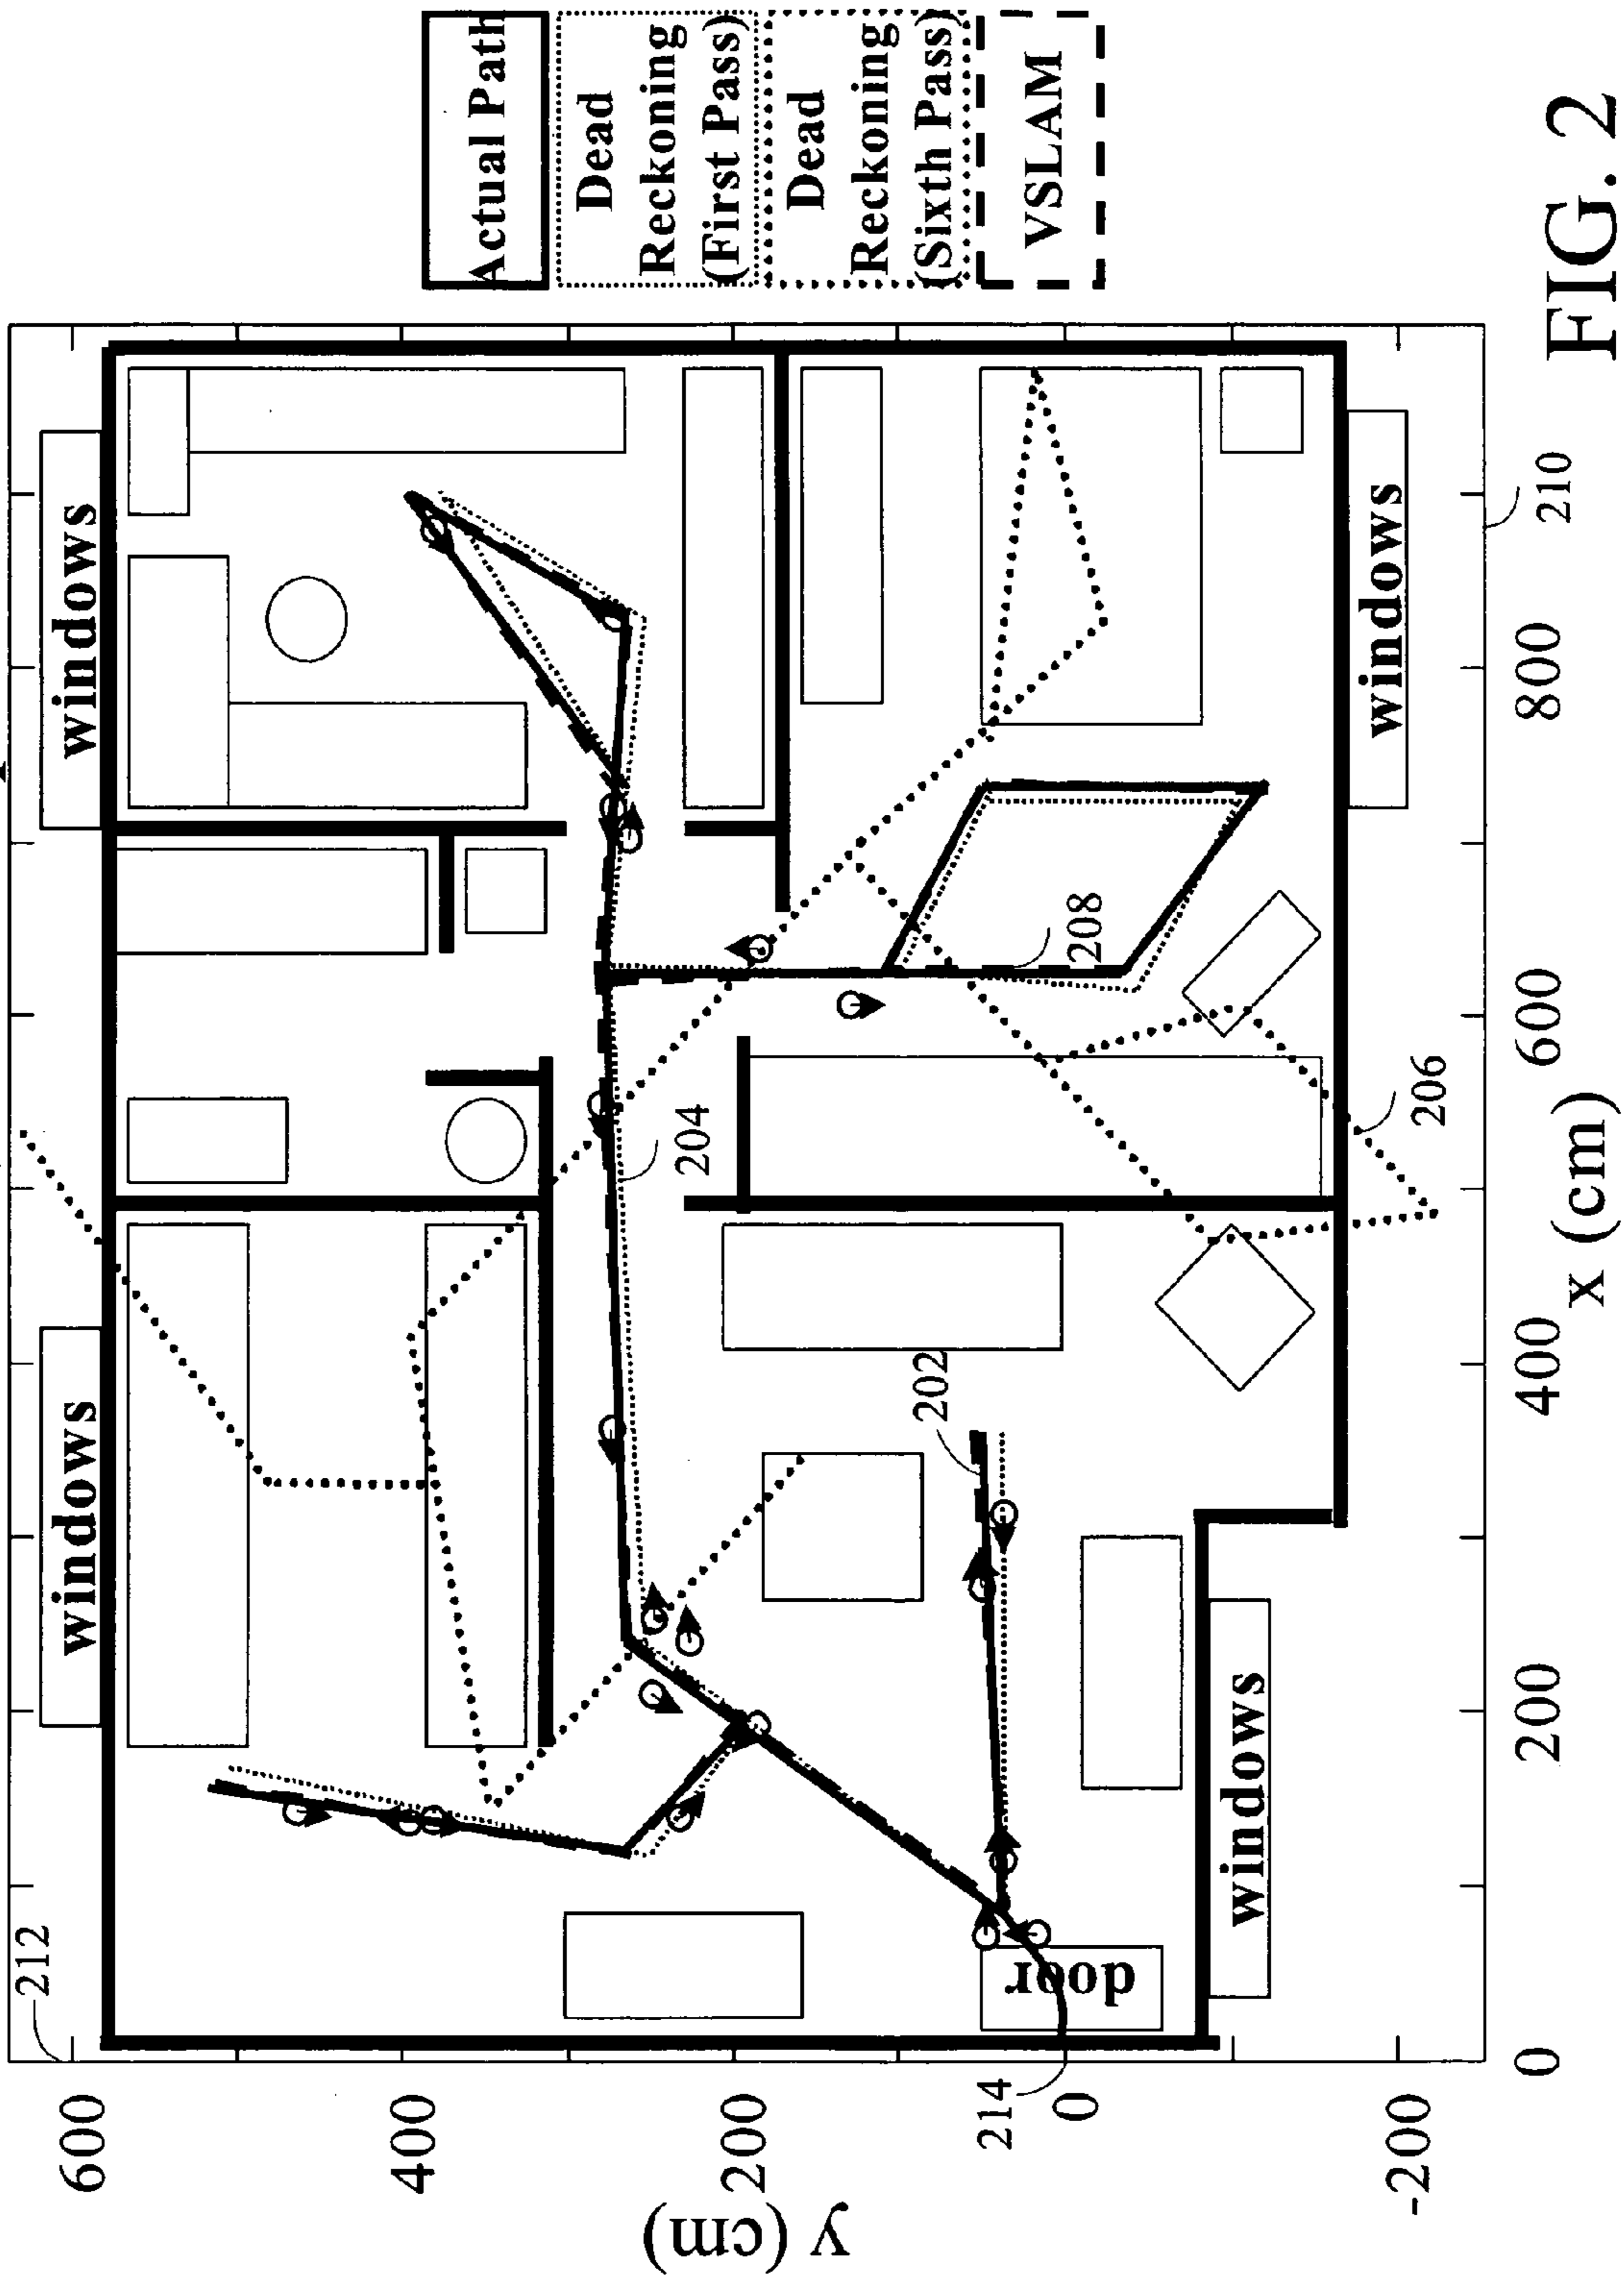 Actual Path
Dead
Reckoning
(First Pass)
Dead
Reckoning
(Sixth Pass)
VSLAM
windows
windows
windows
windows
door
202
204
206
208
210
212
214
600
400
200
0
-200
y (cm)
0
200
400
600
800
x (cm)
FIG. 2